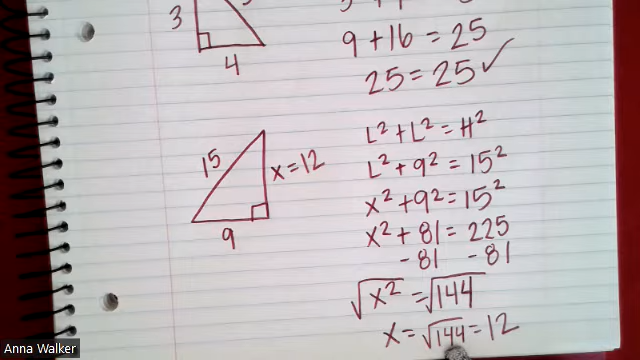 3
4
9 + 16 = 25
25 = 25 ✓
15
x = 12
9
L² + L² = H²
L² + 9² = 15²
x² + 9² = 15²
x² + 81 = 225
- 81 - 81
√x² = √144
x = √144 = 12
Anna Walker